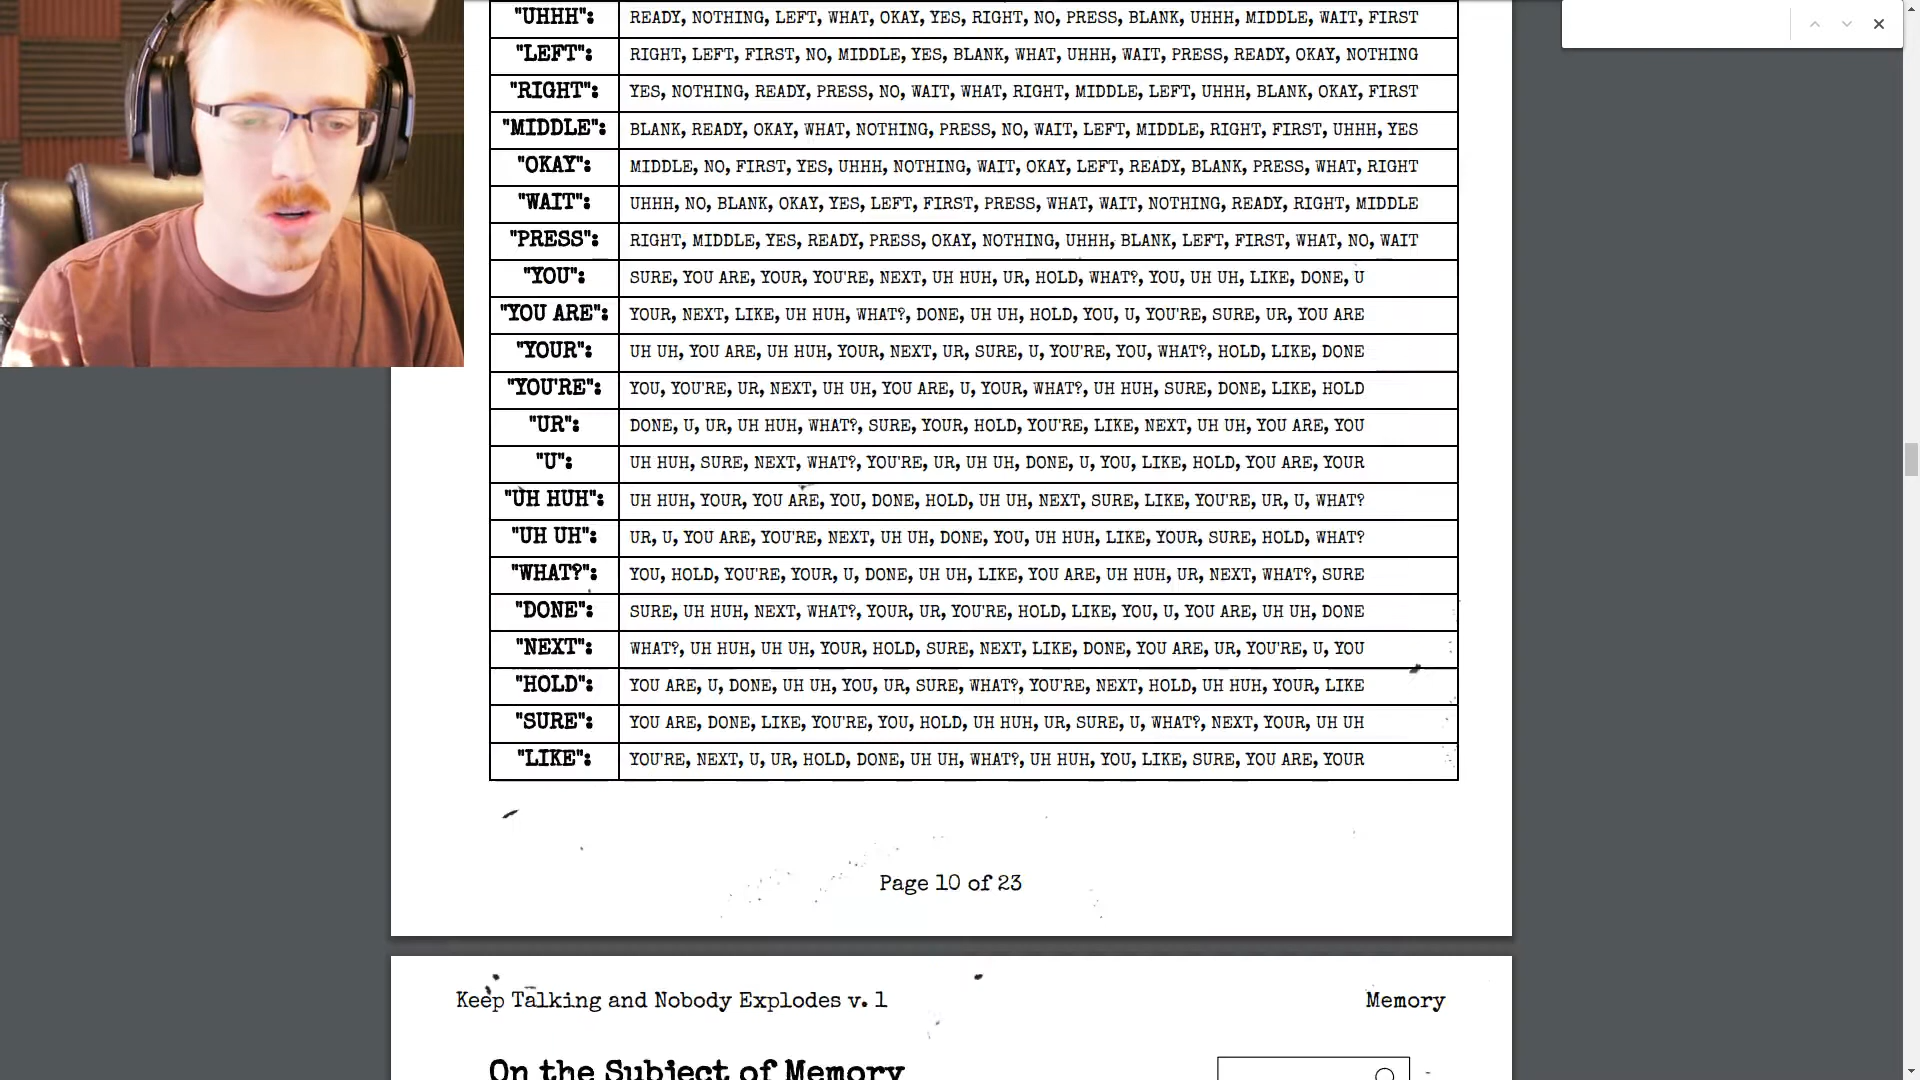 "UHHH": READY, NOTHING, LEFT, WHAT, OKAY, YES, RIGHT, NO, PRESS, BLANK, UHHH, MIDDLE, WAIT, FIRST
"LEFT": RIGHT, LEFT, FIRST, NO, MIDDLE, YES, BLANK, WHAT, UHHH, WAIT, PRESS, READY, OKAY, NOTHING
"RIGHT": YES, NOTHING, READY, PRESS, NO, WAIT, WHAT, RIGHT, MIDDLE, LEFT, UHHH, BLANK, OKAY, FIRST
"MIDDLE": BLANK, READY, OKAY, WHAT, NOTHING, PRESS, NO, WAIT, LEFT, MIDDLE, RIGHT, FIRST, UHHH, YES
"OKAY": MIDDLE, NO, FIRST, YES, UHHH, NOTHING, WAIT, OKAY, LEFT, READY, BLANK, PRESS, WHAT, RIGHT
"WAIT": UHHH, NO, BLANK, OKAY, YES, LEFT, FIRST, PRESS, WHAT, WAIT, NOTHING, READY, RIGHT, MIDDLE
"PRESS": RIGHT, MIDDLE, YES, READY, PRESS, OKAY, NOTHING, UHHH, BLANK, LEFT, FIRST, WHAT, NO, WAIT
"YOU": SURE, YOU ARE, YOUR, YOU'RE, NEXT, UH HUH, UR, HOLD, WHAT?, YOU, UH UH, LIKE, DONE, U
"YOU ARE": YOUR, NEXT, LIKE, UH HUH, WHAT?, DONE, UH UH, HOLD, YOU, U, YOU'RE, SURE, UR, YOU ARE
"YOUR": UH UH, YOU ARE, UH HUH, YOUR, NEXT, UR, SURE, U, YOU'RE, YOU, WHAT?, HOLD, LIKE, DONE
"YOU'RE": YOU, YOU'RE, UR, NEXT, UH UH, YOU ARE, U, YOUR, WHAT?, UH HUH, SURE, DONE, LIKE, HOLD
"UR": DONE, U, UR, UH HUH, WHAT?, SURE, YOUR, HOLD, YOU'RE, LIKE, NEXT, UH UH, YOU ARE, YOU
"U": UH HUH, SURE, NEXT, WHAT?, YOU'RE, UR, UH UH, DONE, U, YOU, LIKE, HOLD, YOU ARE, YOUR
"UH HUH": UH HUH, YOUR, YOU ARE, YOU, DONE, HOLD, UH UH, NEXT, SURE, LIKE, YOU'RE, UR, U, WHAT?
"UH UH": UR, U, YOU ARE, YOU'RE, NEXT, UH UH, DONE, YOU, UH HUH, LIKE, YOUR, SURE, HOLD, WHAT?
"WHAT?": YOU, HOLD, YOU'RE, YOUR, U, DONE, UH UH, LIKE, YOU ARE, UH HUH, UR, NEXT, WHAT?, SURE
"DONE": SURE, UH HUH, NEXT, WHAT?, YOUR, UR, YOU'RE, HOLD, LIKE, YOU, U, YOU ARE, UH UH, DONE
"NEXT": WHAT?, UH HUH, UH UH, YOUR, HOLD, SURE, NEXT, LIKE, DONE, YOU ARE, UR, YOU'RE, U, YOU
"HOLD": YOU ARE, U, DONE, UH UH, YOU, UR, SURE, WHAT?, YOU'RE, NEXT, HOLD, UH HUH, YOUR, LIKE
"SURE": YOU ARE, DONE, LIKE, YOU'RE, YOU, HOLD, UH HUH, UR, SURE, U, WHAT?, NEXT, YOUR, UH UH
"LIKE": YOU'RE, NEXT, U, UR, HOLD, DONE, UH UH, WHAT?, UH HUH, YOU, LIKE, SURE, YOU ARE, YOUR
Page 10 of 23
Keep Talking and Nobody Explodes v. 1 Memory
On the Subject of Memory